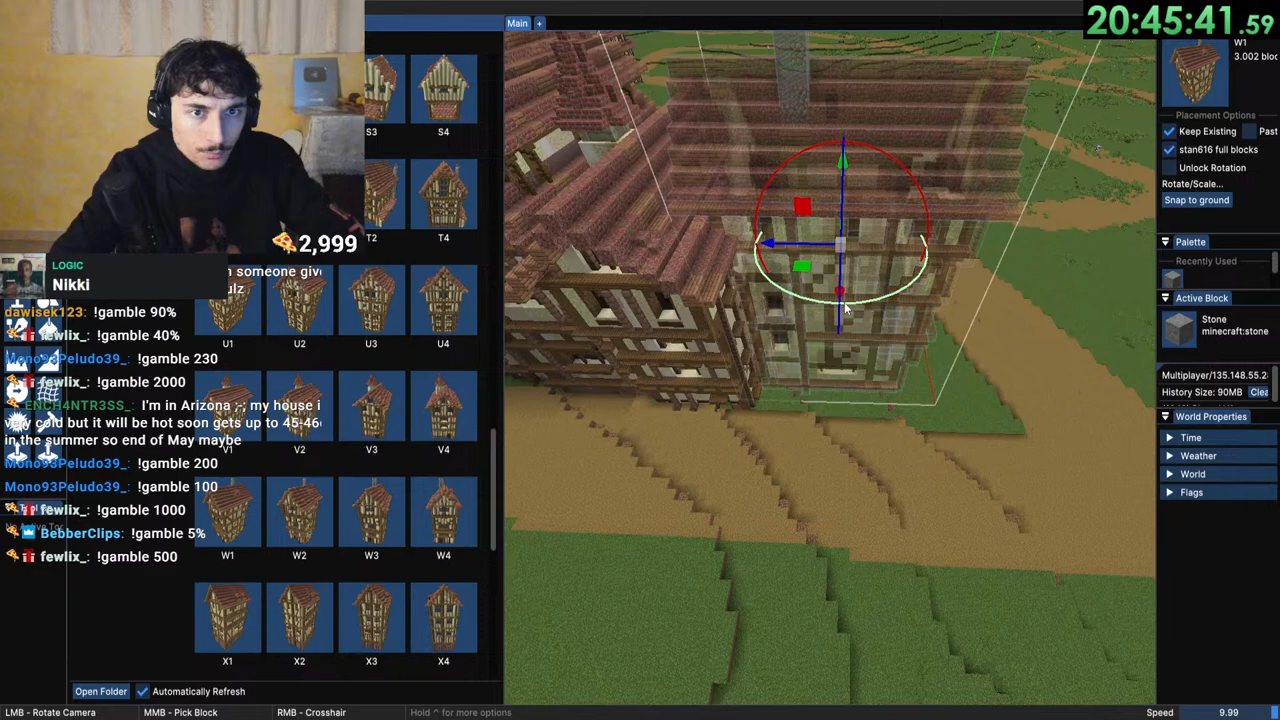 Main +
20:45:41.59
W1
3.002
S3
S4
Placement Options
Keep Existing
stan616 full blocks
Unlock Rotation
Rotate/Scale...
Snap to ground
T2
T4
2,999
LOGIC
Nikki
someone
Palette
Recently Used
Active Block
Stone
minecraft:stone
dawisek123: !gamble 90%
fewlix_: !gamble 40%
U1
U2
U3
U4
Mono93Peludo39_: !gamble 230
fewlix_: !gamble 2000
Multiplayer/135.148.55.2
History Size: 90MB
ENCH4NTR3SS_: I'm in Arizona ;-; my house i
very cold but it will be hot soon gets up to 45-46
in the summer so end of May maybe
World Properties
Time
Weather
World
Flags
V1
V2
V3
V4
Mono93Peludo39_: !gamble 200
Mono93Peludo39_: !gamble 100
fewlix_: !gamble 1000
BebberClips: !gamble 5%
fewlix_: !gamble 500
W1
W2
W3
W4
X1
X2
X3
X4
Open Folder
Automatically Refresh
LMB - Rotate Camera
MMB - Pick Block
RMB - Crosshair
Hold ^ for more options
Speed
9.99